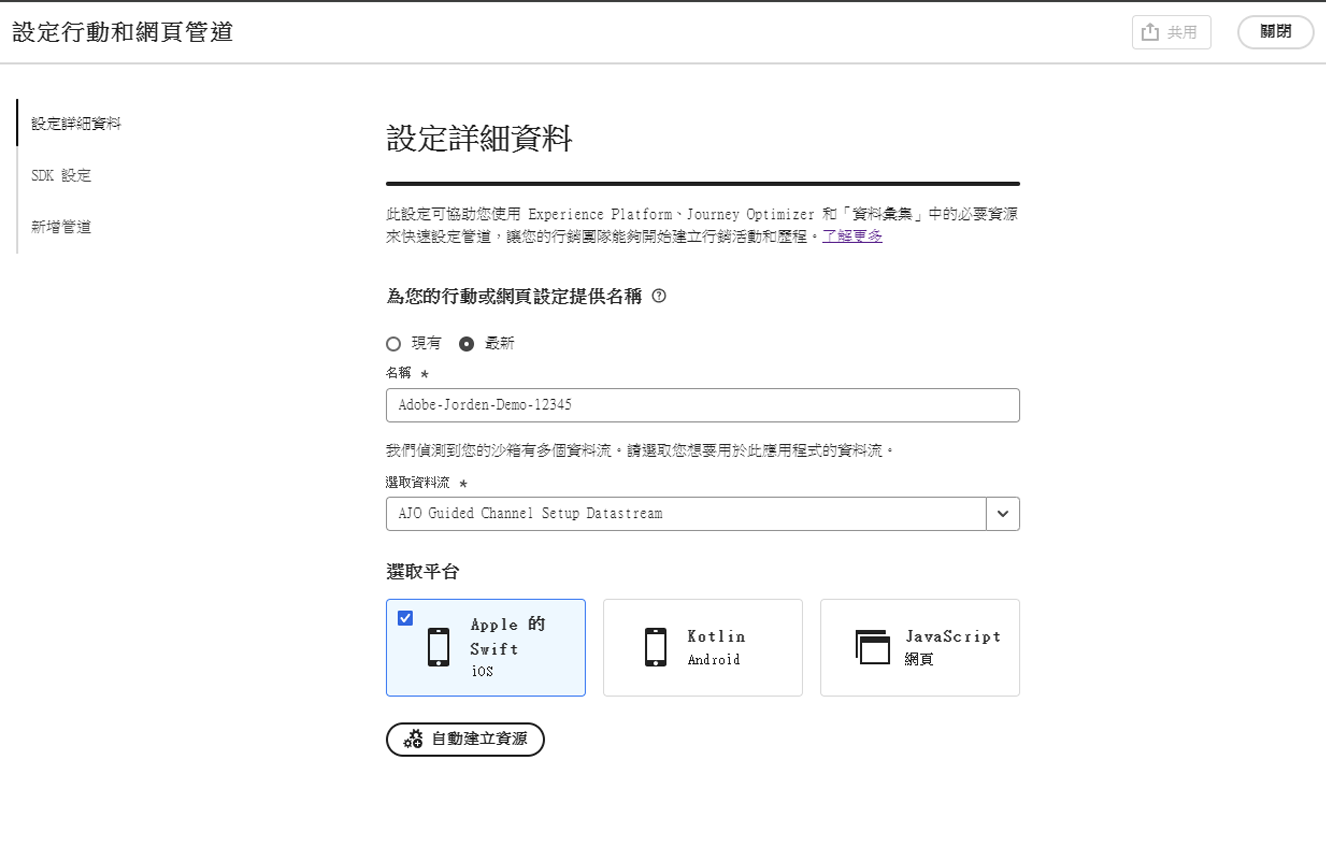 設定行動和網頁管道
共用
關閉
設定詳細資料
SDK 設定
新增管道
設定詳細資料
此設定可協助您使用 Experience Platform、Journey Optimizer 和「資料彙集」中的必要資源
來快速設定管道，讓您的行銷團隊能夠開始建立行銷活動和歷程。了解更多
為您的行動或網頁設定提供名稱
現有
最新
名稱 *
Adobe-Jorden-Demo-12345
我們偵測到您的沙箱有多個資料流。請選取您想要用於此應用程式的資料流。
選取資料流 *
AJO Guided Channel Setup Datastream
選取平台
Apple 的
Swift
iOS
Kotlin
Android
JavaScript
網頁
自動建立資源